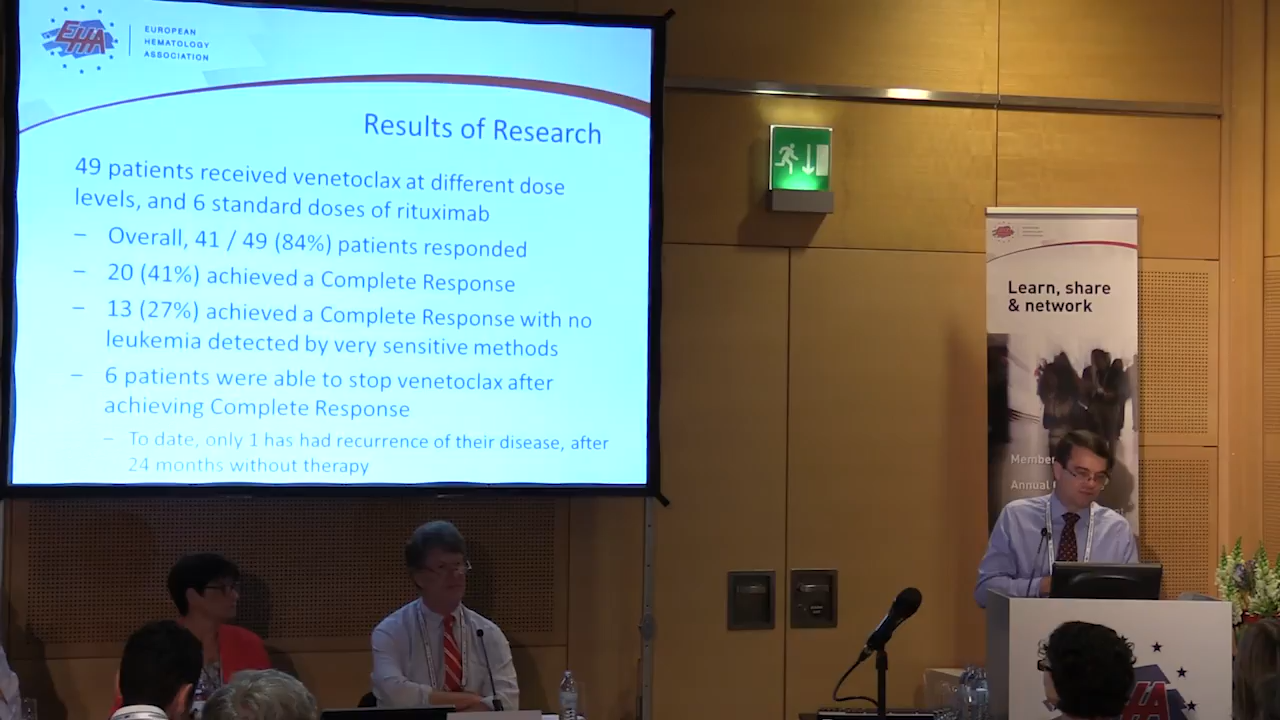 EHA
EUROPEAN
HEMATOLOGY
ASSOCIATION
Results of Research
49 patients received venetoclax at different dose
levels, and 6 standard doses of rituximab
– Overall, 41 / 49 (84%) patients responded
– 20 (41%) achieved a Complete Response
– 13 (27%) achieved a Complete Response with no
leukemia detected by very sensitive methods
– 6 patients were able to stop venetoclax after
achieving Complete Response
– To date, only 1 has had recurrence of their disease, after
24 months without therapy
Learn, share
& network
Member
Annual